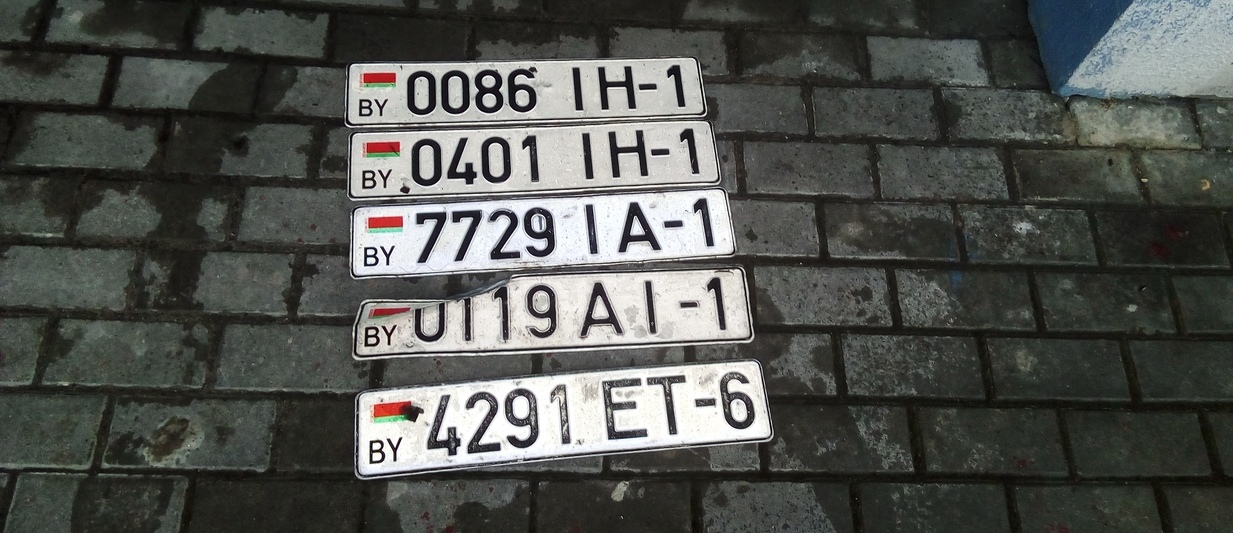 BY 0086 IH-1
BY 0401 IH-1
BY 7729 IA-1
BY 0119 AI-1
BY 4291 ET-6